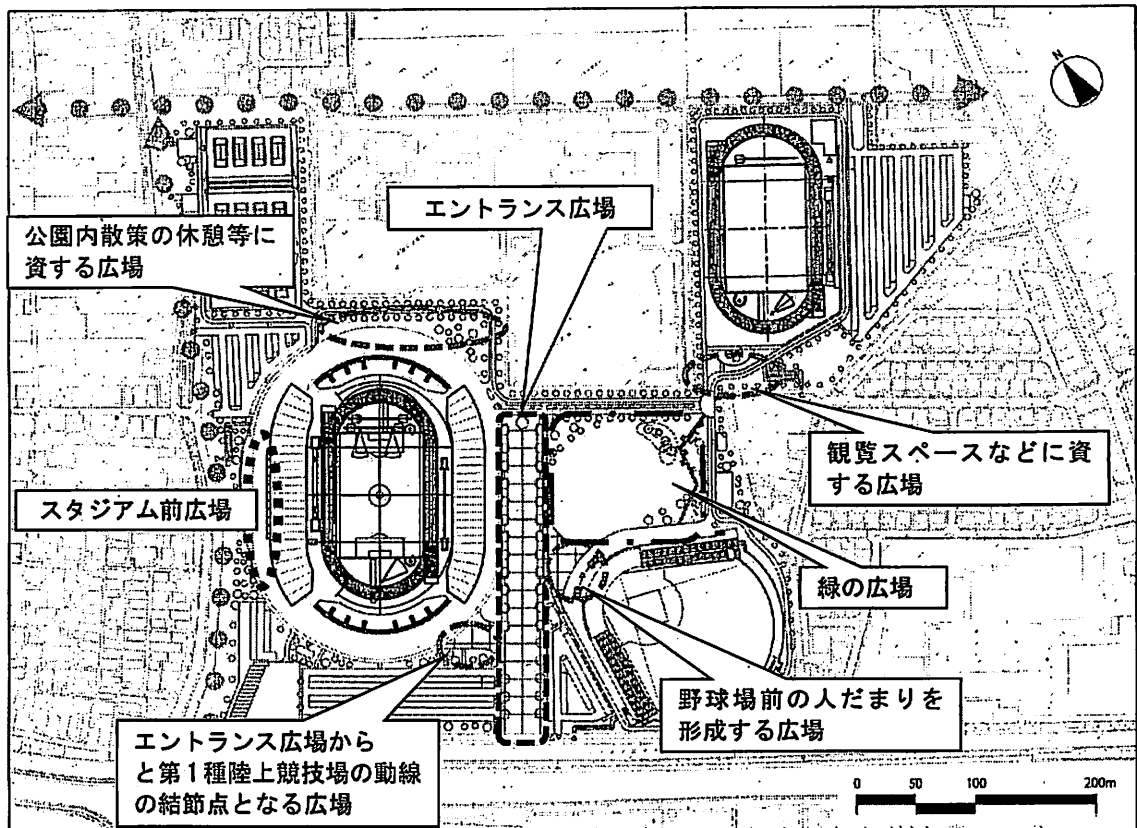 N
エントランス広場
公園内散策の休憩等に
資する広場
観覧スペースなどに資
する広場
スタジアム前広場
緑の広場
野球場前の人だまりを
形成する広場
エントランス広場から
と第1種陸上競技場の動線
の結節点となる広場
0 50 100 200m